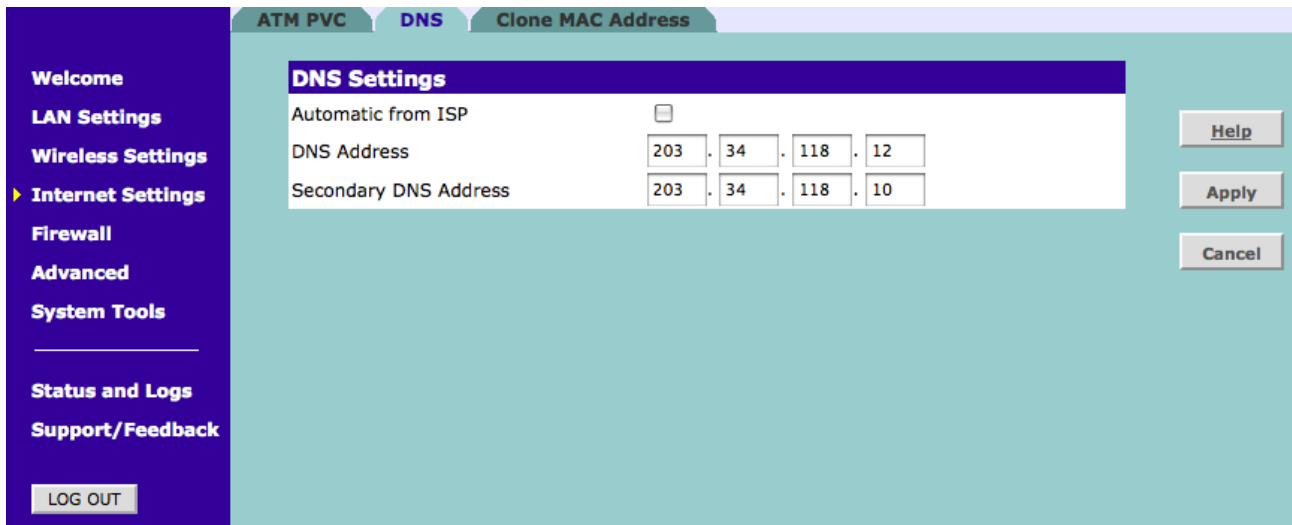 ATM PVC DNS Clone MAC Address
Welcome
LAN Settings
Wireless Settings
Internet Settings
Firewall
Advanced
System Tools
Status and Logs
Support/Feedback
LOG OUT
DNS Settings
Automatic from ISP
DNS Address 203 . 34 . 118 . 12
Secondary DNS Address 203 . 34 . 118 . 10
Help
Apply
Cancel